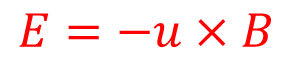 E = −u × B